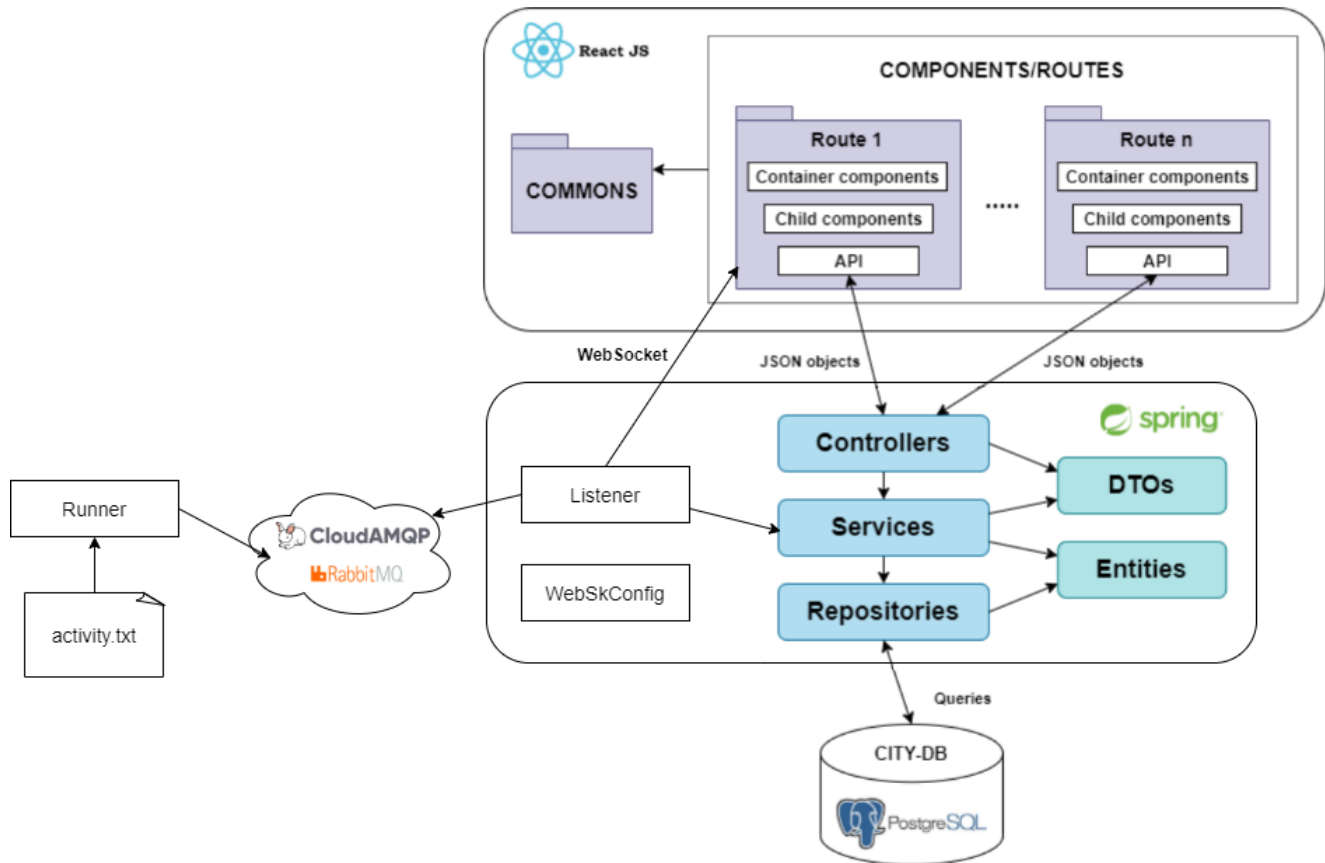 React JS
COMPONENTS/ROUTES
Route 1
Route n
COMMONS
Container components
Container components
Child components
.....
Child components
API
API
WebSocket
JSON objects
JSON objects
spring
Controllers
DTOs
Runner
Listener
CloudAMQP
Services
RabbitMQ
Entities
WebSkConfig
Repositories
activity.txt
Queries
CITY-DB
PostgreSQL